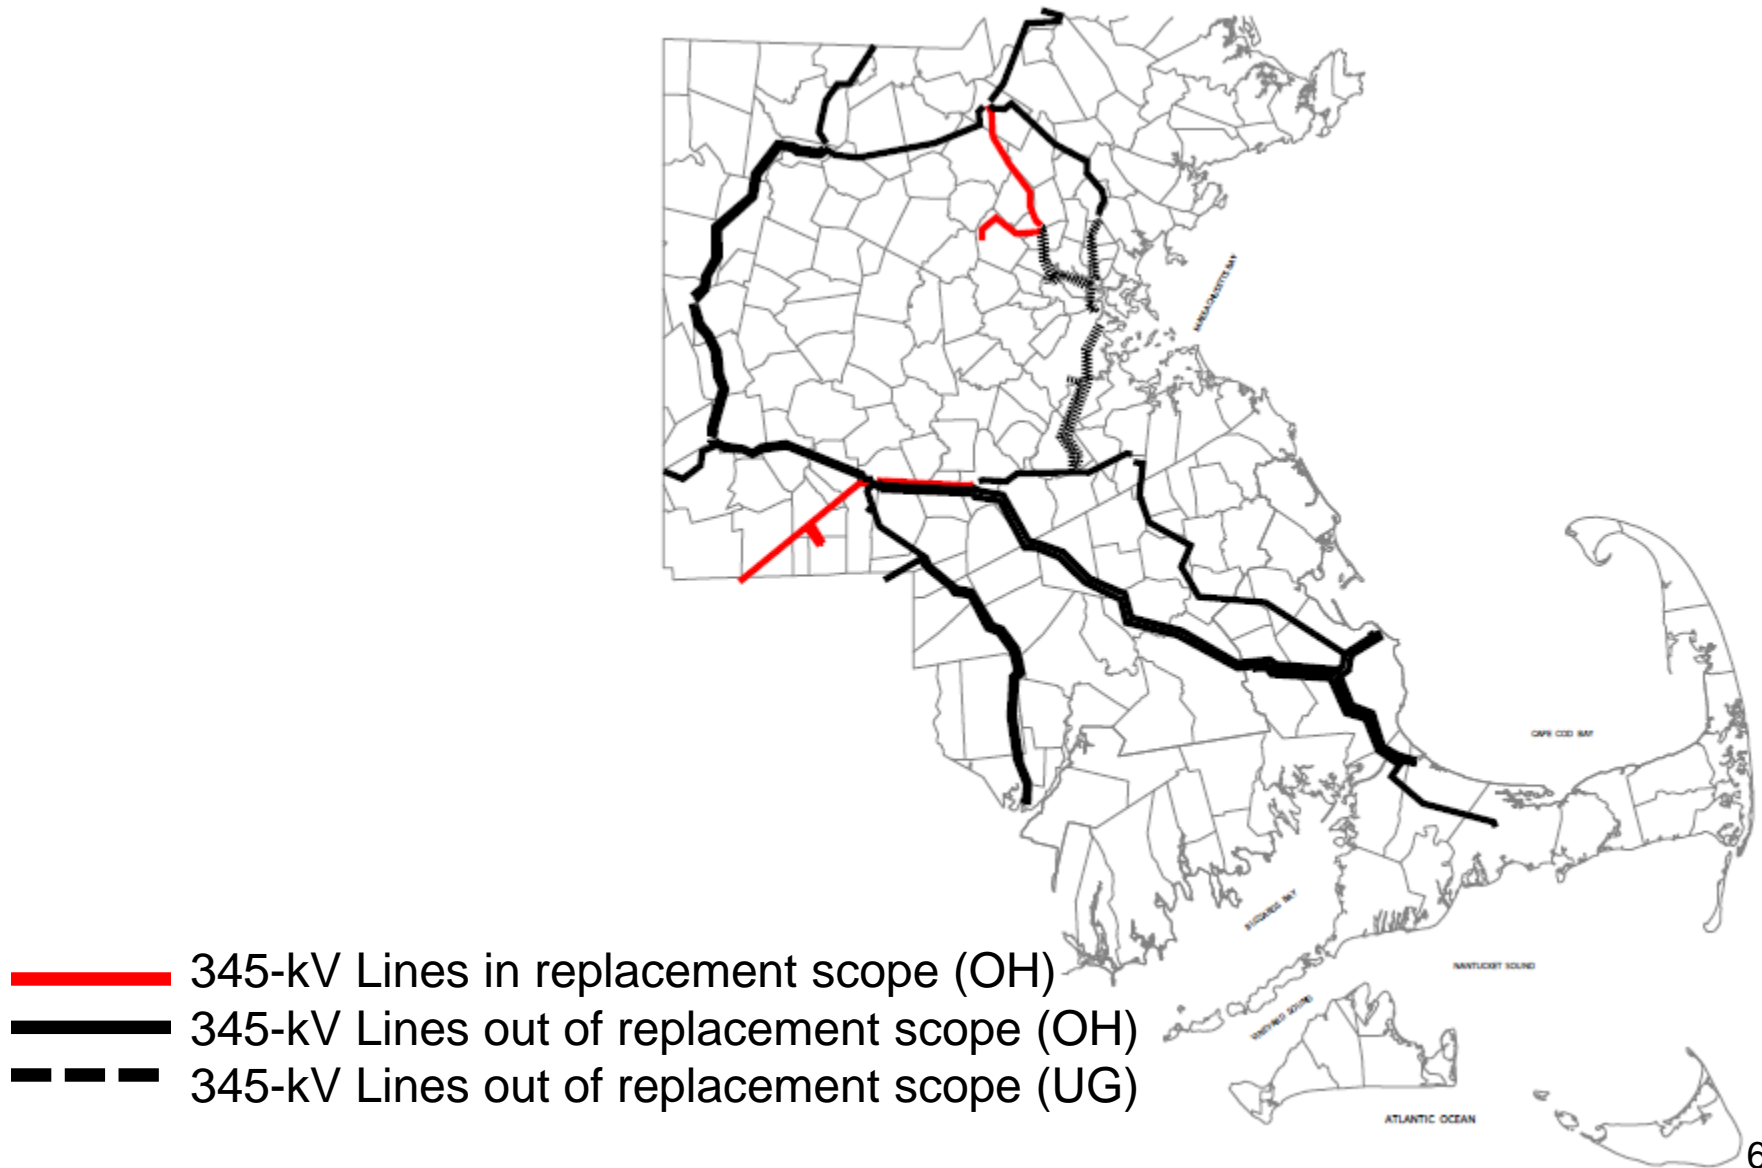 MASSACHUSETTS BAY
CAPE COD BAY
BUZZARDS BAY
NANTUCKET SOUND
VINEYARD SOUND
ATLANTIC OCEAN
345-kV Lines in replacement scope (OH)
345-kV Lines out of replacement scope (OH)
345-kV Lines out of replacement scope (UG)
6